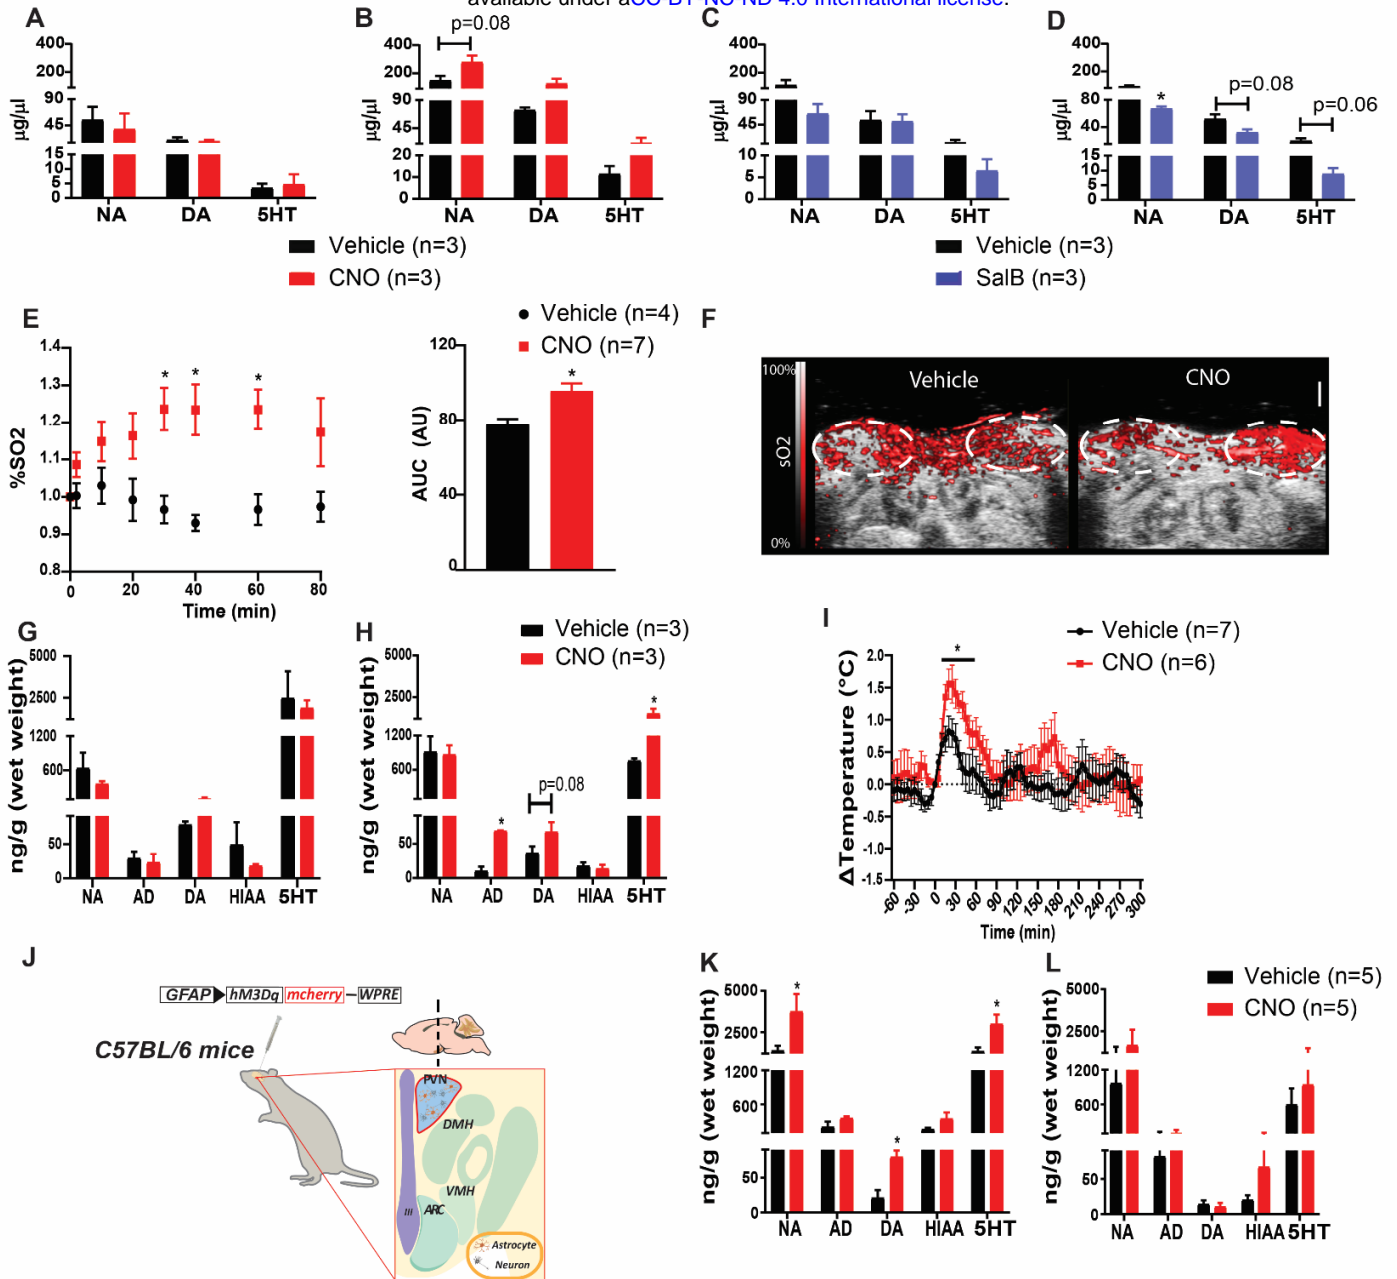 available under aCC-BY-NC-ND 4.0 International license.
A
B
C
D
p=0.08
p=0.08
p=0.06
*
µg/µl
400
200
90
45
15
10
5
0
NA DA 5HT
µg/µl
400
200
90
45
20
10
0
NA DA 5HT
µg/µl
400
200
90
45
10
5
0
NA DA 5HT
400
200
80
40
15
10
5
0
NA DA 5HT
Vehicle (n=3)
CNO (n=3)
Vehicle (n=3)
SalB (n=3)
E
%SO2
1.4
1.3
1.2
1.1
1.0
0.9
0.8
* * *
0 20 40 60 80
Time (min)
Vehicle (n=4)
CNO (n=7)
AUC (AU)
120
80
40
0
*
F
100%
sO2
0%
Vehicle
CNO
G
ng/g (wet weight)
5000
2500
1200
600
50
0
NA AD DA HIAA 5HT
H
Vehicle (n=3)
CNO (n=3)
ng/g (wet weight)
5000
2500
1200
600
50
0
*
p=0.08
*
NA AD DA HIAA 5HT
I
Vehicle (n=7)
CNO (n=6)
ΔTemperature (°C)
2.0
1.5
1.0
0.5
0.0
-0.5
-1.0
-1.5
*
-60 -30 0 30 60 90 120 150 180 210 240 270 300
Time (min)
J
GFAP hM3Dq mcherry WPRE
C57BL/6 mice
PVN
DMH
VMH
ARC
III
Astrocyte
Neuron
K
ng/g (wet weight)
5000
2500
1200
600
50
0
* * *
NA AD DA HIAA 5HT
L
Vehicle (n=5)
CNO (n=5)
ng/g (wet weight)
5000
2500
1200
600
50
0
NA AD DA HIAA 5HT